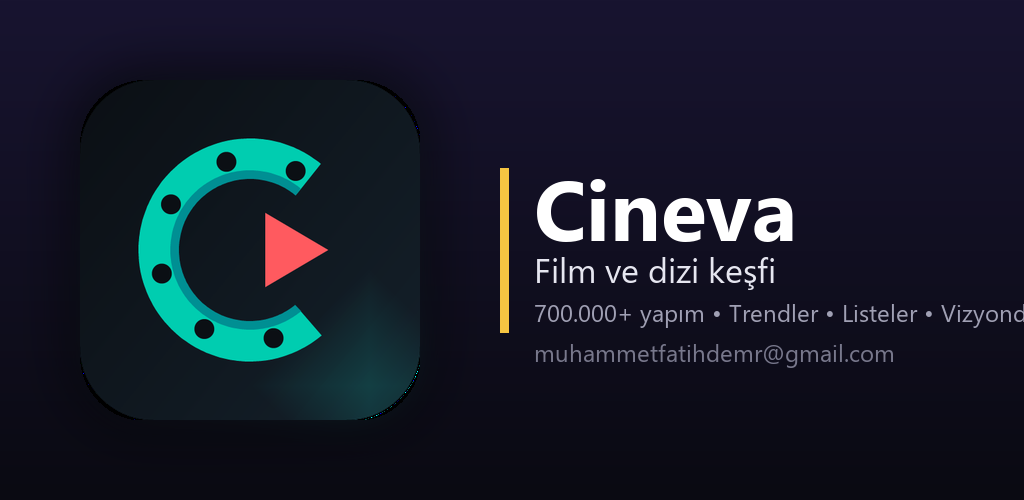 Cineva
Film ve dizi keşfi
700.000+ yapım • Trendler • Listeler • Vizyond
muhammetfatihdemr@gmail.com